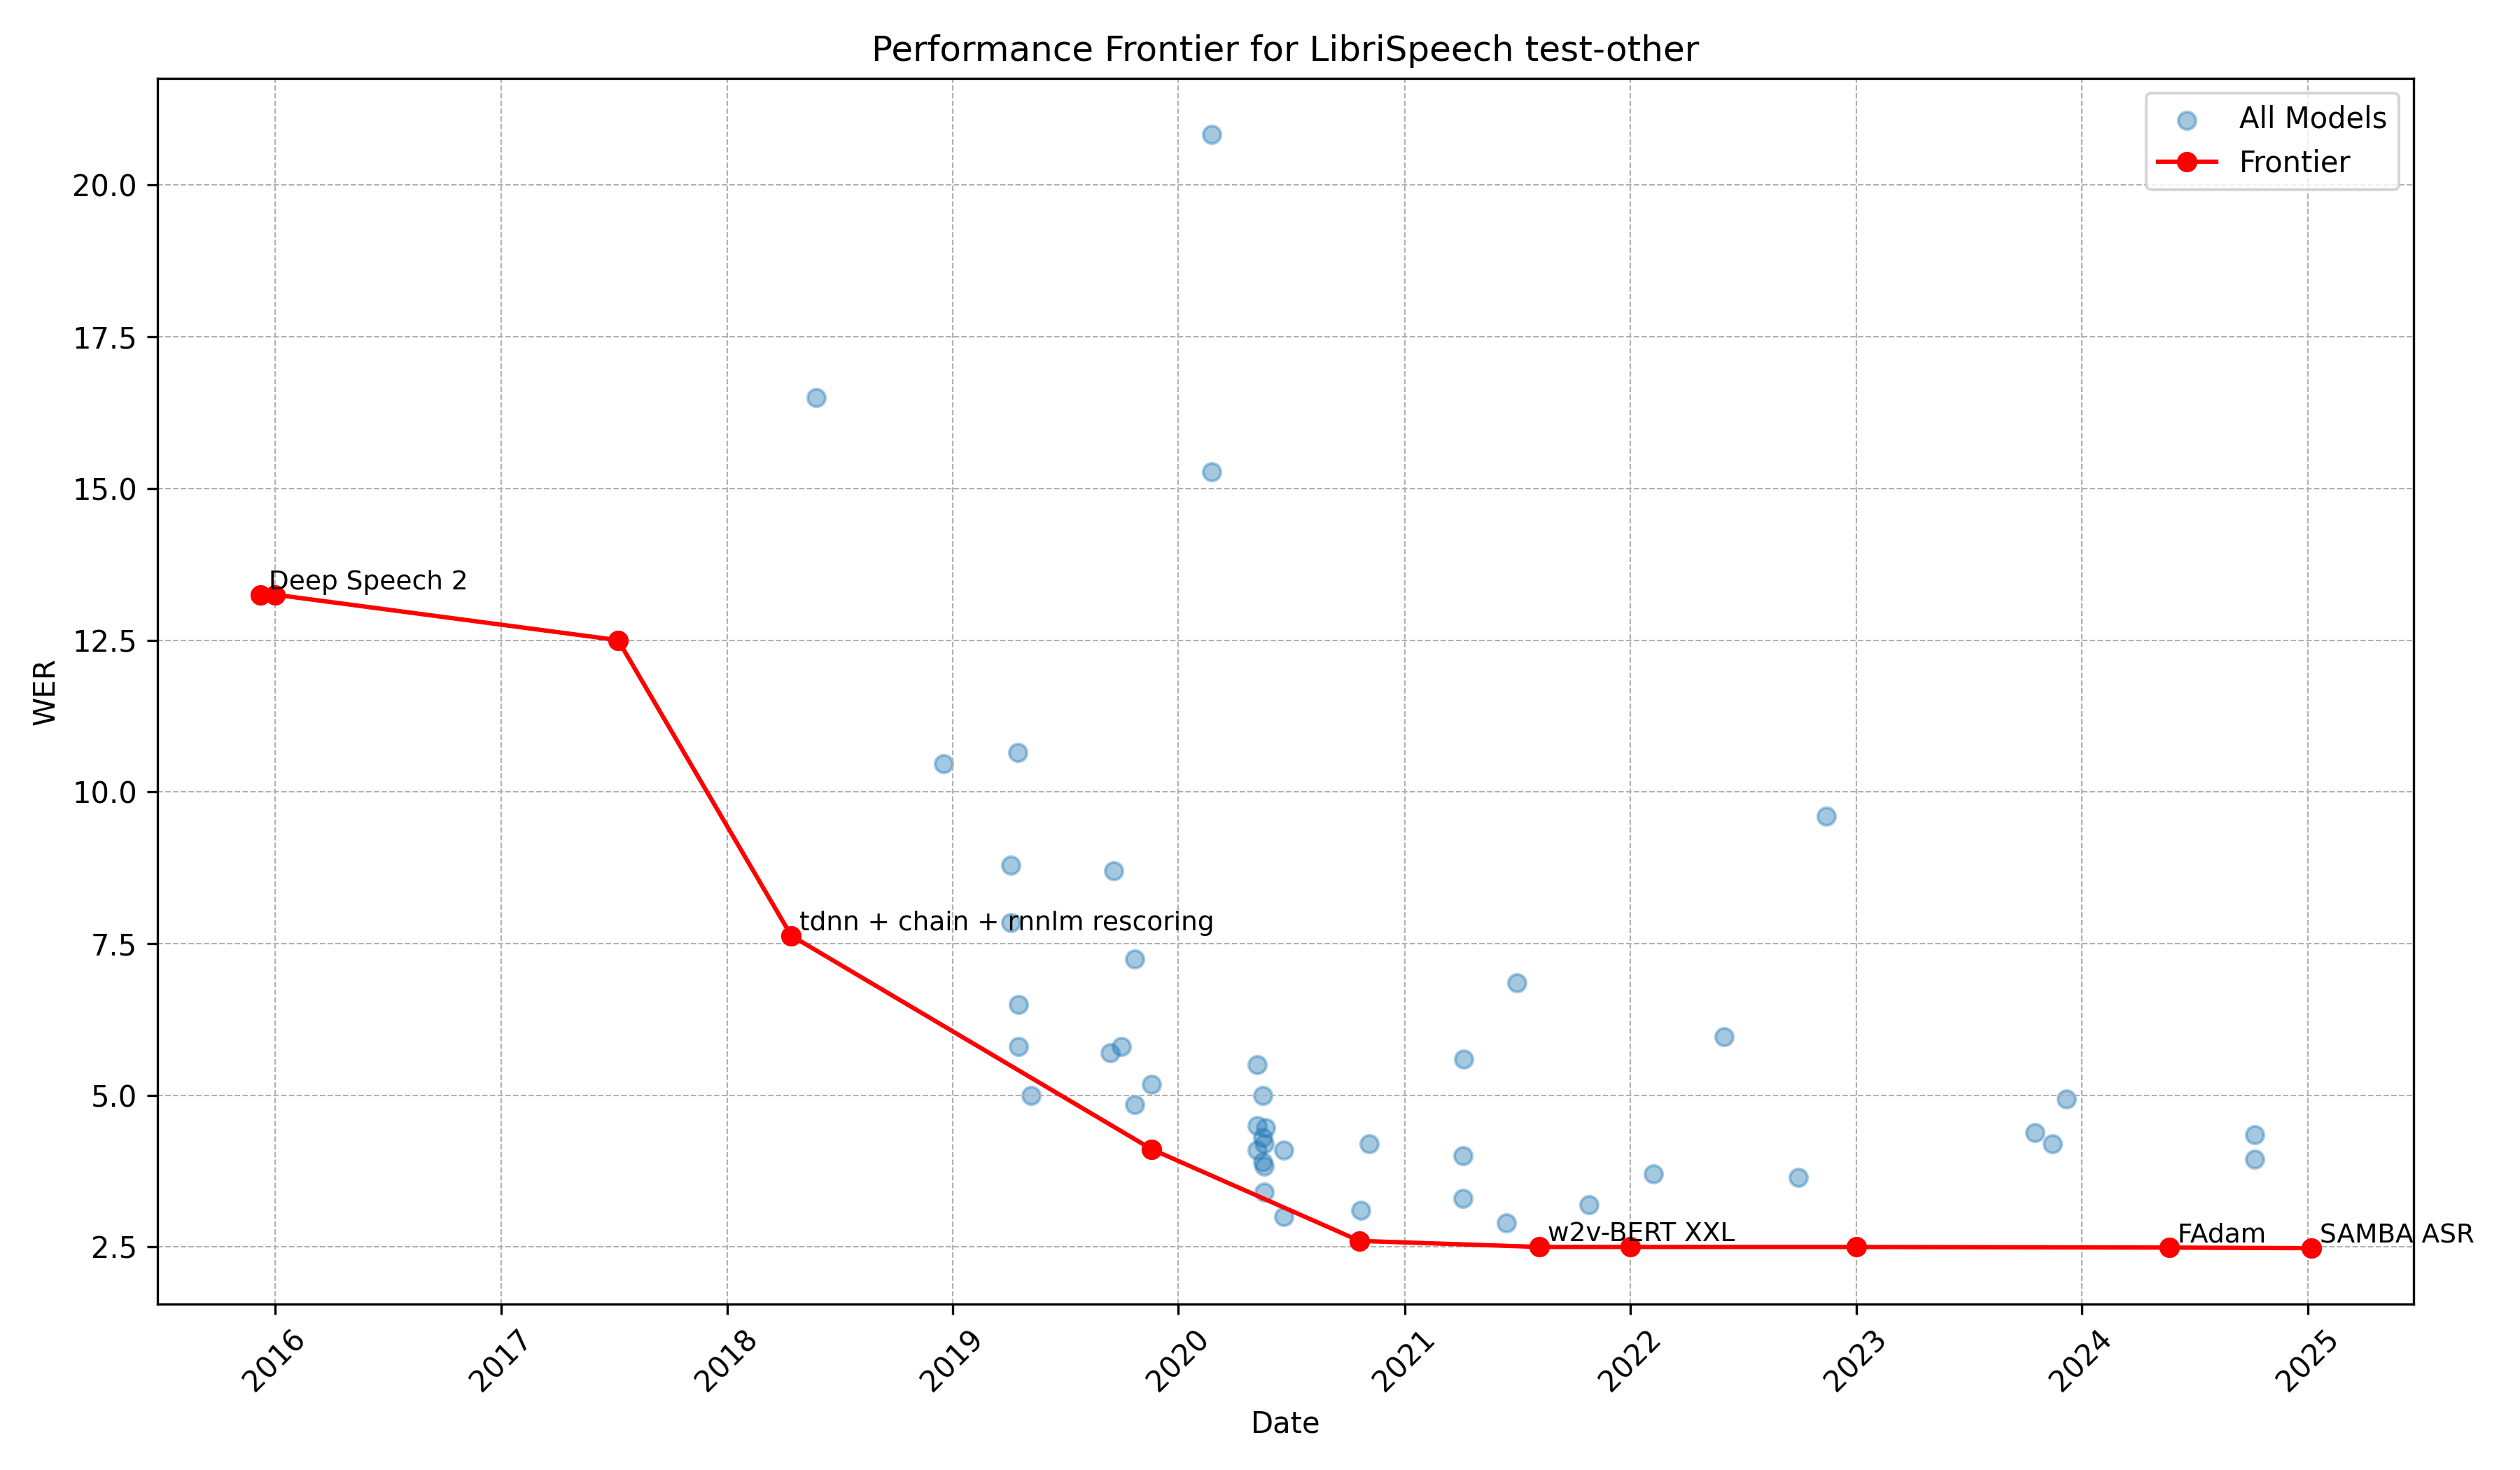 Performance Frontier for LibriSpeech test-other
All Models
Frontier
20.0
17.5
15.0
12.5
10.0
7.5
5.0
2.5
WER
Deep Speech 2
tdnn + chain + rnnlm rescoring
w2v-BERT XXL
FAdam
SAMBA ASR
2016
2017
2018
2019
2020
2021
2022
2023
2024
2025
Date